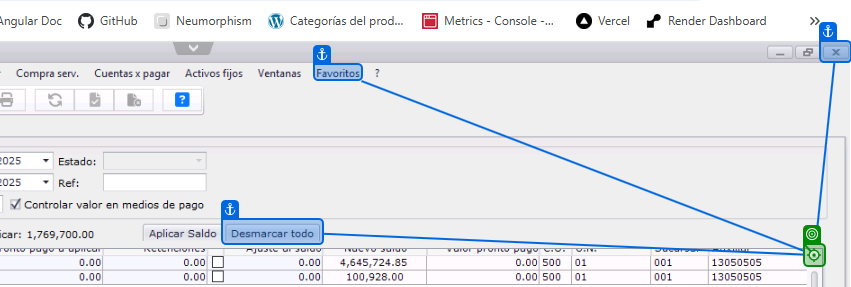 Angular Doc GitHub Neumorphism Categorías del prod... Metrics - Console -... Vercel Render Dashboard »
Compra serv. Cuentas x pagar Activos fijos Ventanas Favoritos ?
?
2025 Estado:
2025 Ref:
Controlar valor en medios de pago
icar: 1,769,700.00 Aplicar Saldo Desmarcar todo
ronto pago a aplicar Retenciones Ajuste al saldo Nuevo saldo Valor pronto pago C.O. U.N. Sucursal Auxiliar
0.00 0.00 0.00 4,645,724.85 0.00 500 01 001 13050505
0.00 0.00 0.00 100,928.00 0.00 500 01 001 13050505